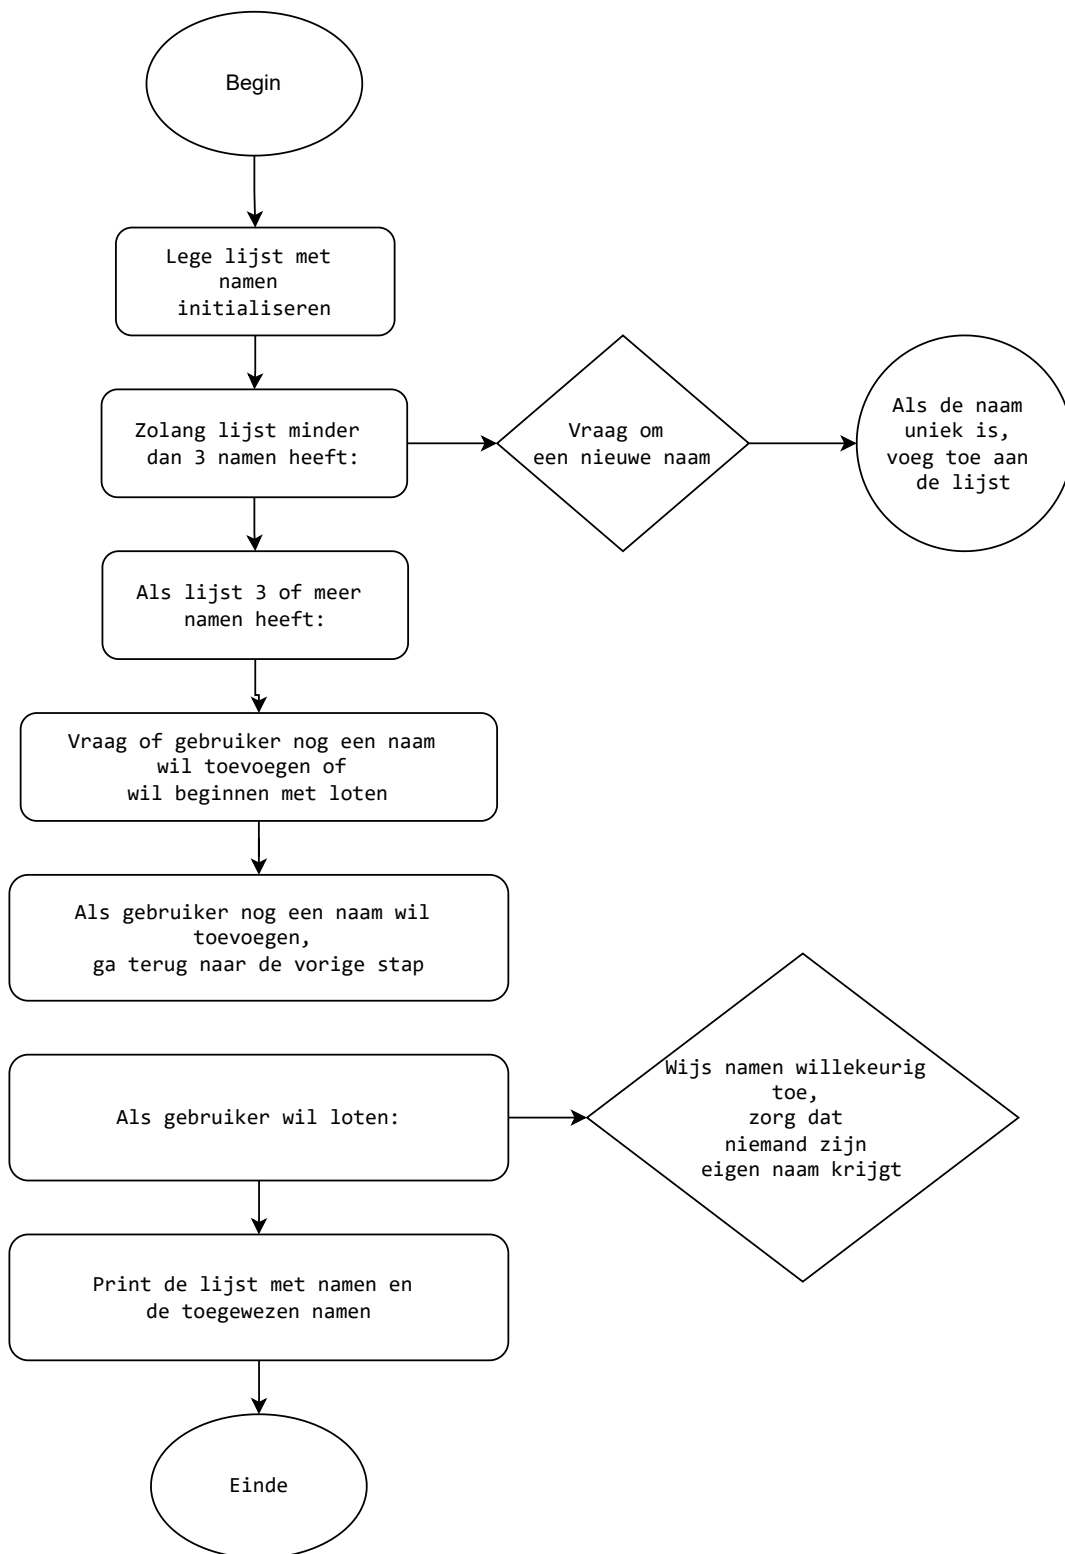 Begin
Lege lijst met
namen
initialiseren
Zolang lijst minder
dan 3 namen heeft:
Vraag om
een nieuwe naam
Als de naam
uniek is,
voeg toe aan
de lijst
Als lijst 3 of meer
namen heeft:
Vraag of gebruiker nog een naam
wil toevoegen of
wil beginnen met loten
Als gebruiker nog een naam wil
toevoegen,
ga terug naar de vorige stap
Als gebruiker wil loten:
Wijs namen willekeurig
toe,
zorg dat
niemand zijn
eigen naam krijgt
Print de lijst met namen en
de toegewezen namen
Einde